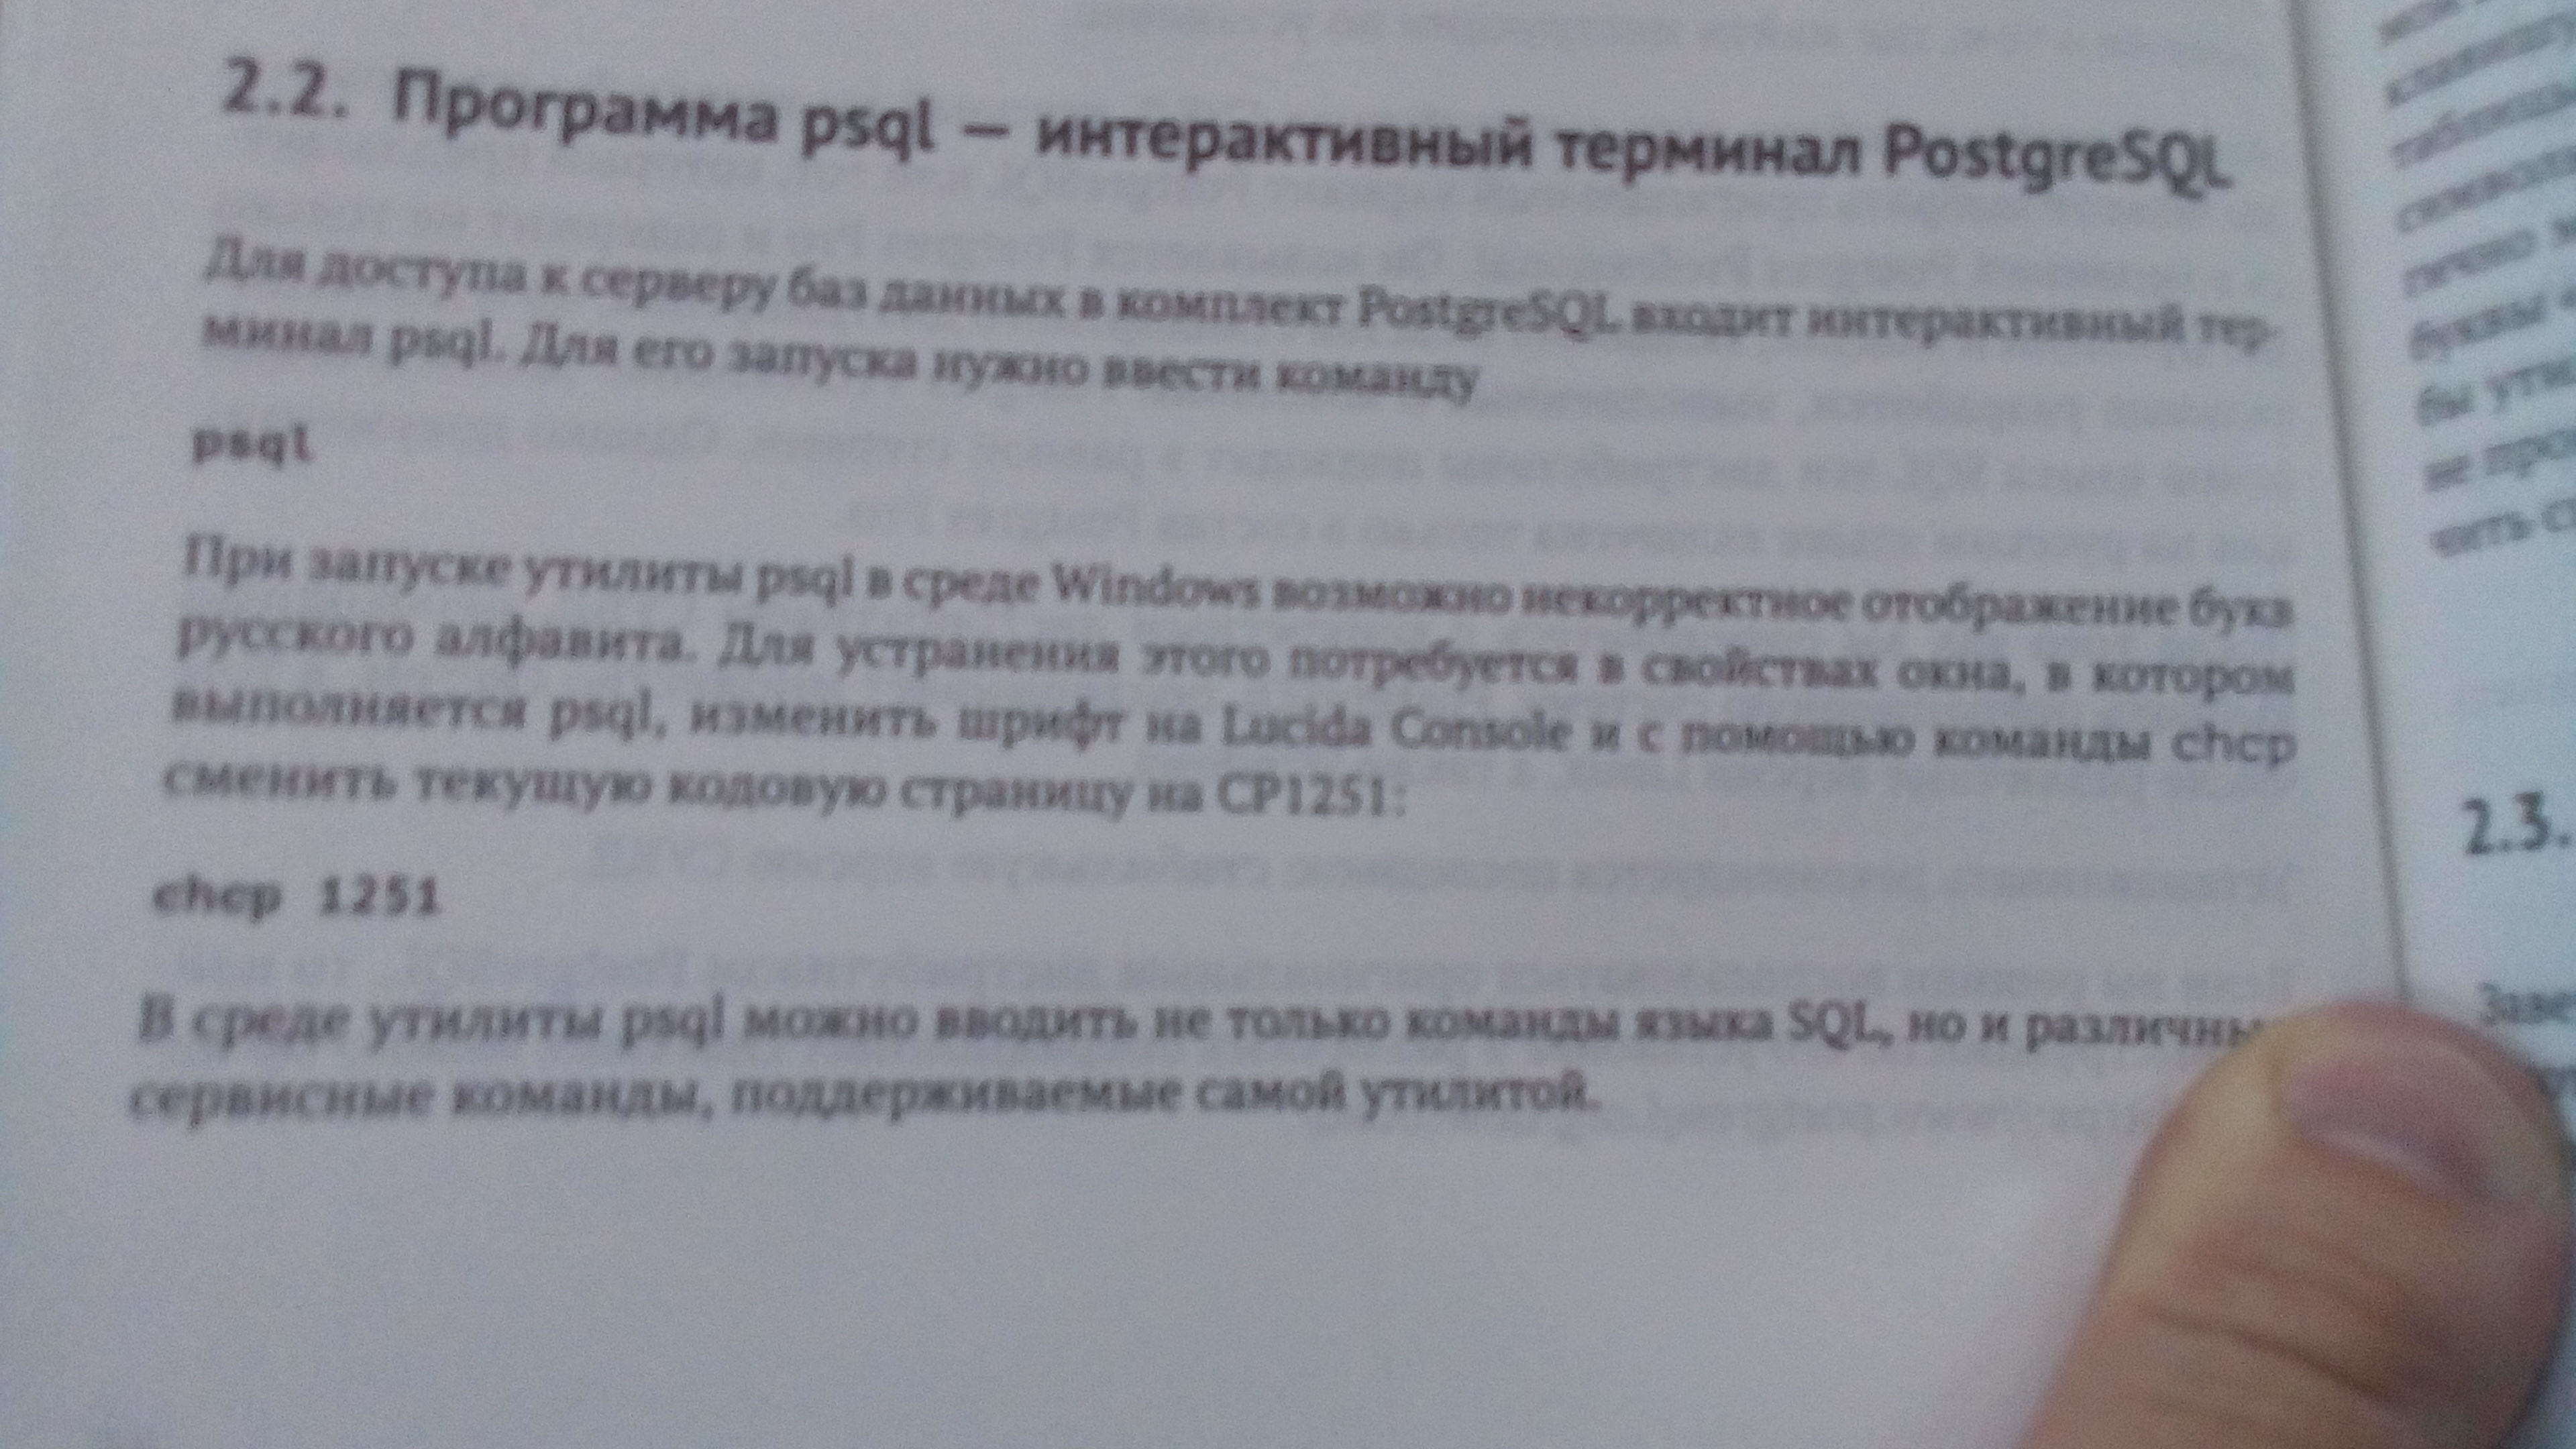 2.2. Программа psql — интерактивный терминал PostgreSQL
Для доступа к серверу баз данных в комплект PostgreSQL входит интерактивный тер-
минал psql. Для его запуска нужно ввести команду
psql
При запуске утилиты psql в среде Windows возможно некорректное отображение букв
русского алфавита. Для устранения этого потребуется в свойствах окна, в котором
выполняется psql, изменить шрифт на Lucida Console и с помощью команды chcp
сменить текущую кодовую страницу на CP1251:
chcp 1251
В среде утилиты psql можно вводить не только команды языка SQL, но и
сервисные команды, поддерживаемые самой утилитой.
буквы
бы
2.3.